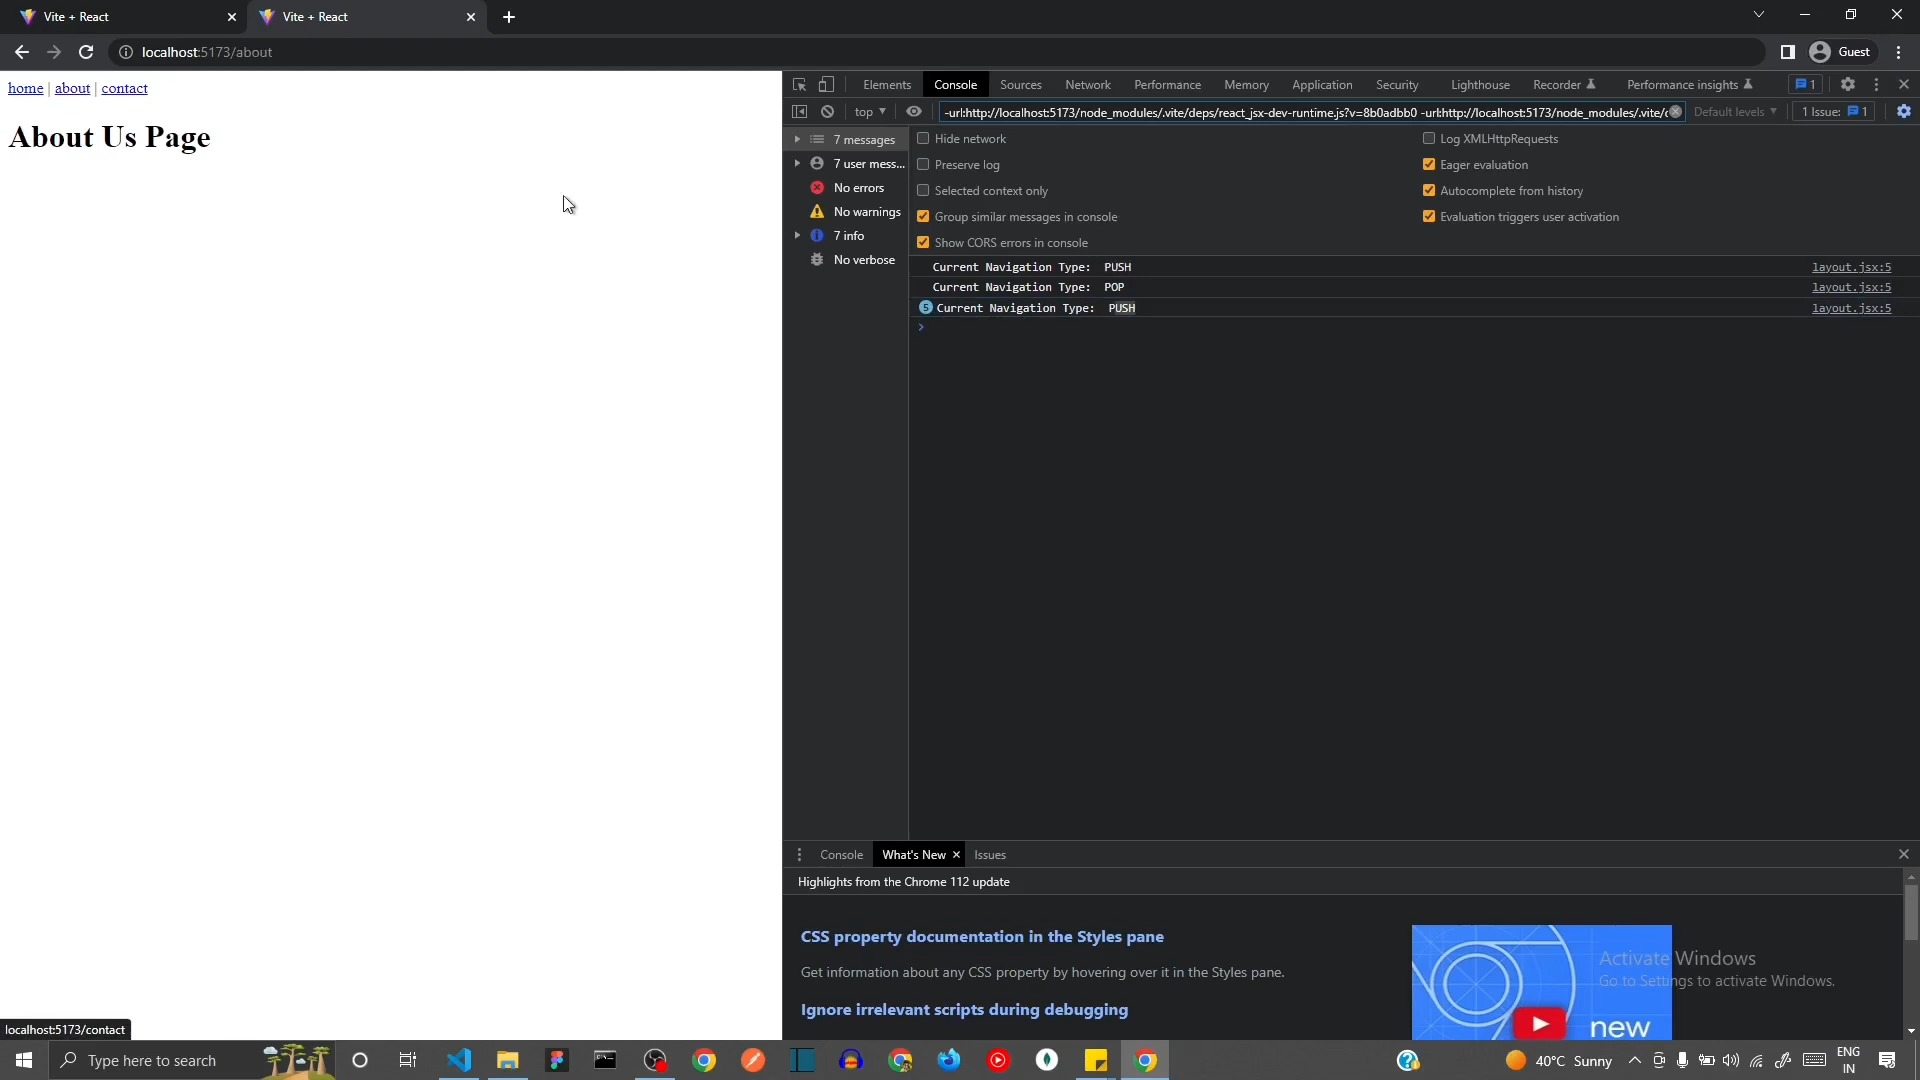 Vite + React
Vite + React
localhost:5173/about
Guest
home | about | contact
About Us Page
localhost:5173/contact
Elements Console Sources Network Performance Memory Application Security Lighthouse Recorder Performance insights 1
top -url:http://localhost:5173/node_modules/.vite/deps/react_jsx-dev-runtime.js?v=8b0adbb0 -url:http://localhost:5173/node_modules/.vite/c Default levels 1 Issue: 1
7 messages
7 user mess...
No errors
No warnings
7 info
No verbose
Hide network
Log XMLHttpRequests
Preserve log
Eager evaluation
Selected context only
Autocomplete from history
Group similar messages in console
Evaluation triggers user activation
Show CORS errors in console
Current Navigation Type: PUSH layout.jsx:5
Current Navigation Type: POP layout.jsx:5
5 Current Navigation Type: PUSH layout.jsx:5
Console What's New Issues
Highlights from the Chrome 112 update
CSS property documentation in the Styles pane
Get information about any CSS property by hovering over it in the Styles pane.
Ignore irrelevant scripts during debugging
new
Activate Windows
Go to Settings to activate Windows.
Type here to search
40°C Sunny
ENG
IN